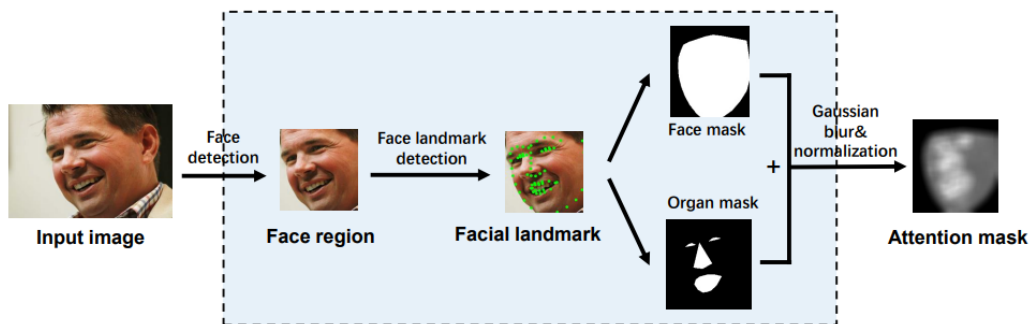 Face
detection
Input image
Face region
Face landmark
detection
Facial landmark
Face mask
+
Organ mask
Gaussian
blur&
normalization
Attention mask